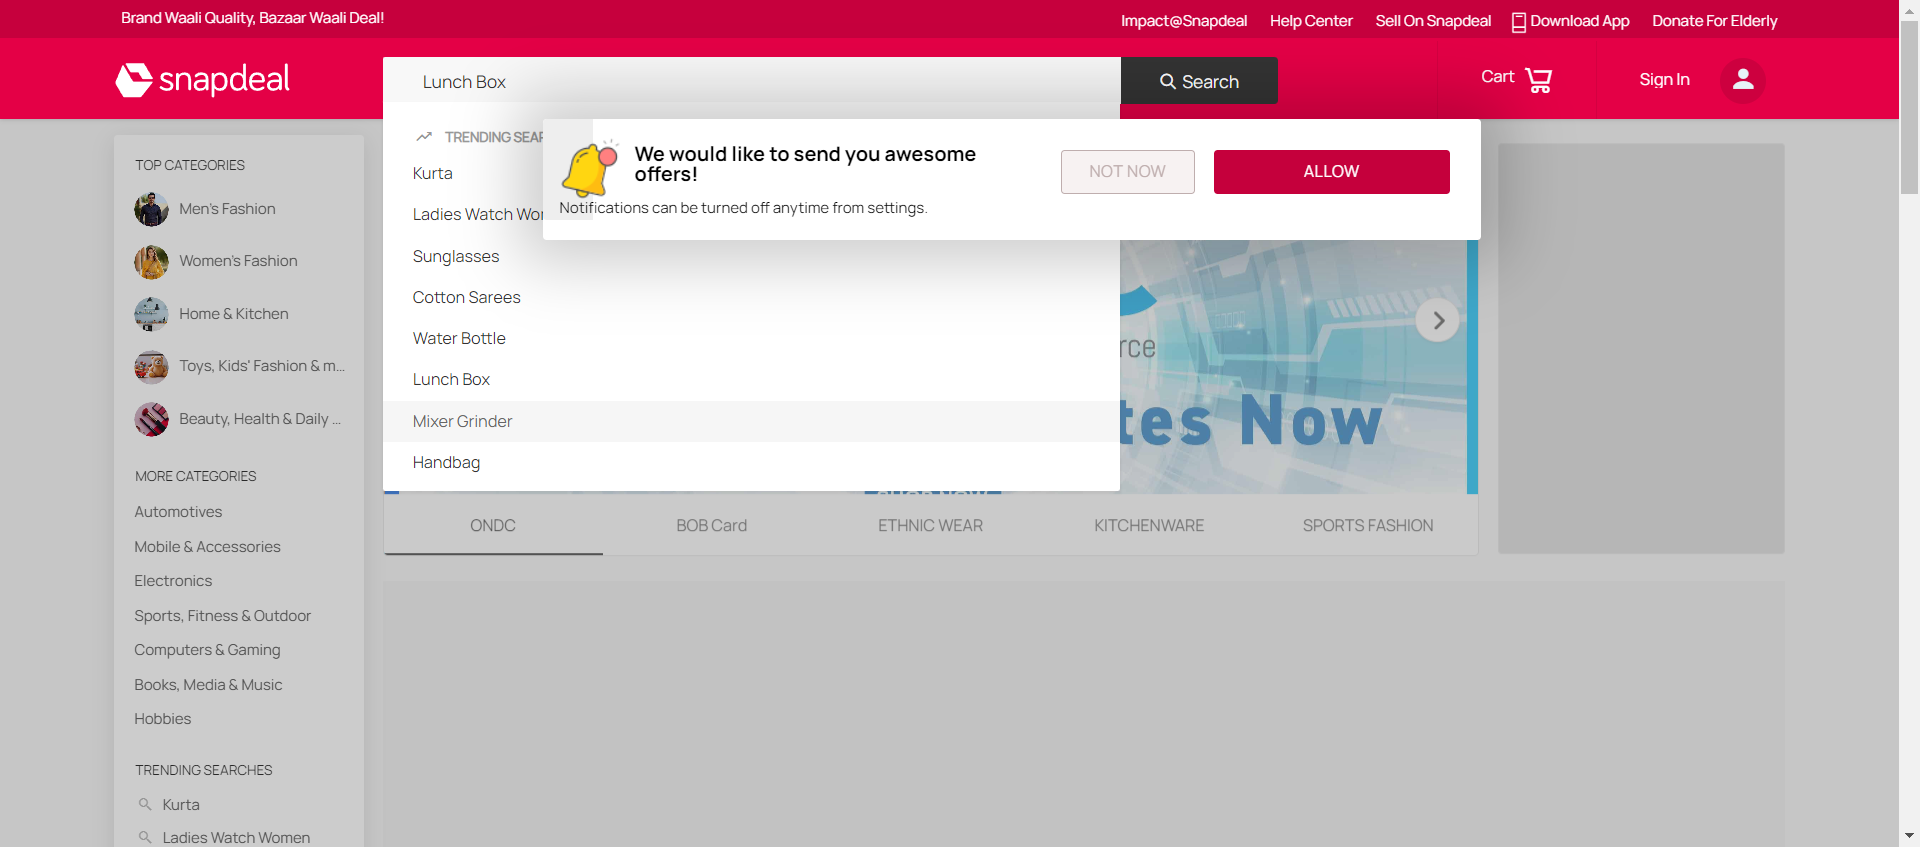 Brand Waali Quality, Bazaar Waali Deal!
Impact@Snapdeal
Help Center
Sell On Snapdeal
Download App
Donate For Elderly
snapdeal
Lunch Box
Search
Cart
Sign In
We would like to send you awesome
offers!
Notifications can be turned off anytime from settings.
NOT NOW
ALLOW
TRENDING SEAR
Kurta
Ladies Watch Wo
Sunglasses
Cotton Sarees
Water Bottle
Lunch Box
Mixer Grinder
Handbag
TOP CATEGORIES
Men's Fashion
Women's Fashion
Home & Kitchen
Toys, Kids' Fashion & m...
Beauty, Health & Daily ...
MORE CATEGORIES
Automotives
Mobile & Accessories
Electronics
Sports, Fitness & Outdoor
Computers & Gaming
Books, Media & Music
Hobbies
TRENDING SEARCHES
Kurta
Ladies Watch Women
rce
tes Now
ONDC
BOB Card
ETHNIC WEAR
KITCHENWARE
SPORTS FASHION